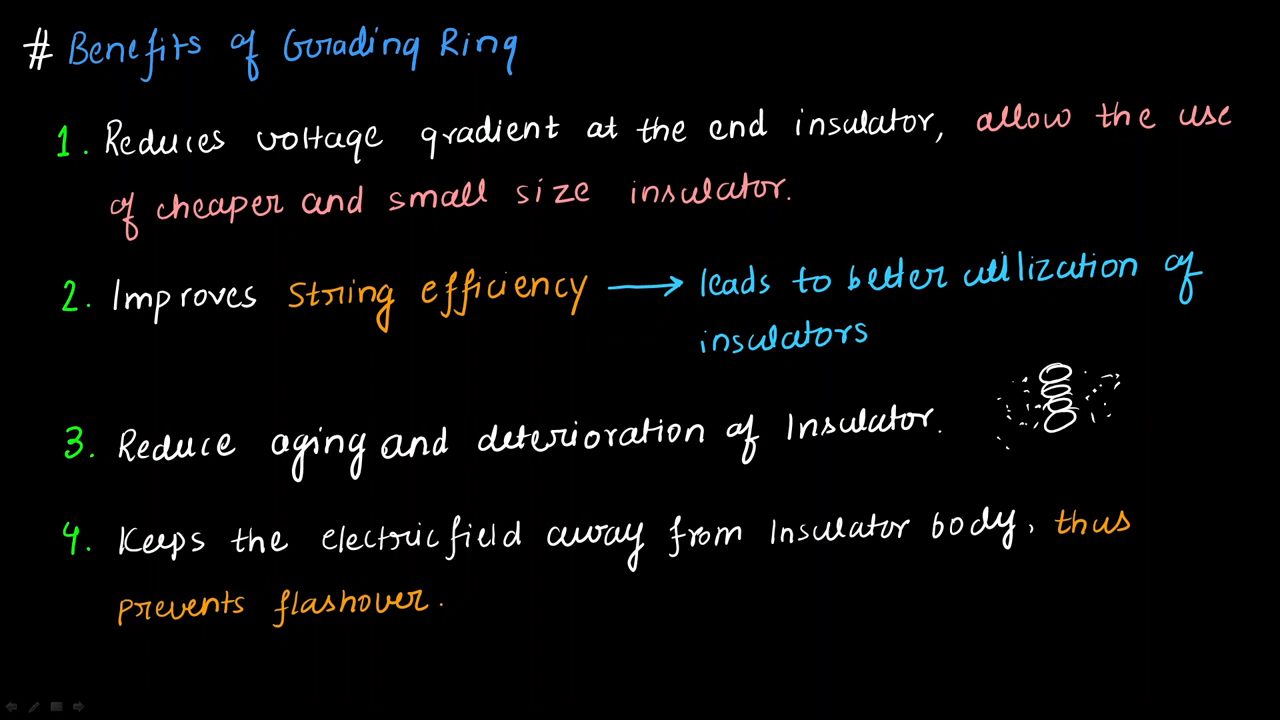 # Benefits of Grading Ring
1. Reduces voltage gradient at the end insulator, allow the use
of cheaper and small size insulator.
2. Improves string efficiency → leads to better utilization of
insulators
3. Reduce aging and deterioration of Insulator.
4. Keeps the electric field away from Insulator body, thus
prevents flashover.